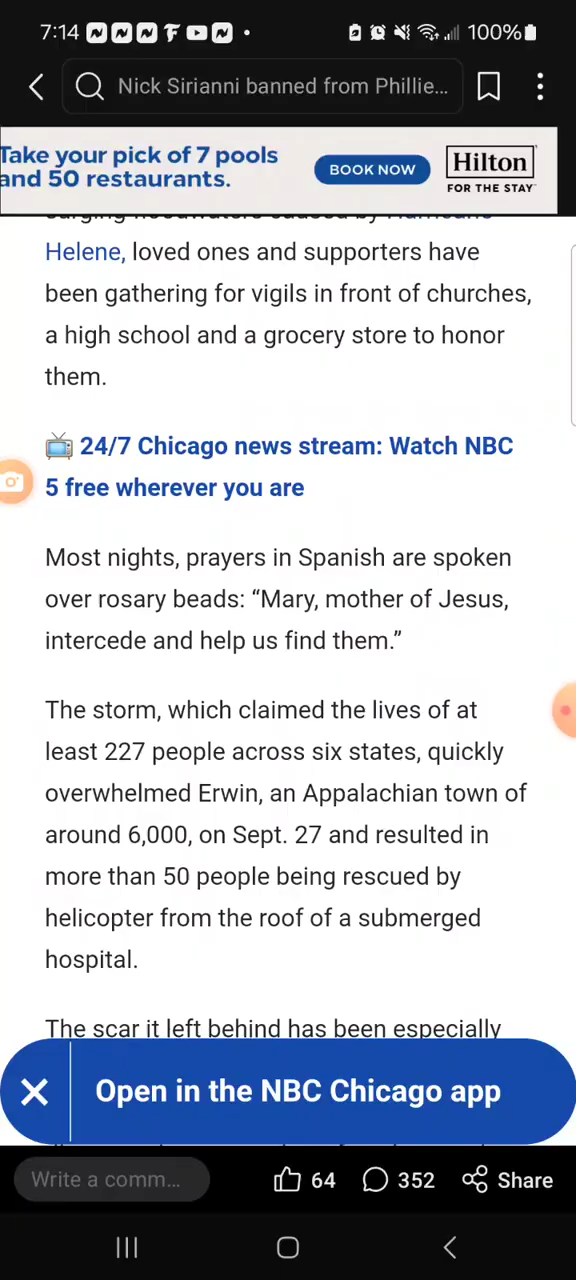 7:14
100%
Nick Sirianni banned from Phillie...
Take your pick of 7 pools
and 50 restaurants.
BOOK NOW
Hilton
FOR THE STAY
surging floodwaters caused by Hurricane
Helene, loved ones and supporters have
been gathering for vigils in front of churches,
a high school and a grocery store to honor
them.
24/7 Chicago news stream: Watch NBC
5 free wherever you are
Most nights, prayers in Spanish are spoken
over rosary beads: “Mary, mother of Jesus,
intercede and help us find them.”
The storm, which claimed the lives of at
least 227 people across six states, quickly
overwhelmed Erwin, an Appalachian town of
around 6,000, on Sept. 27 and resulted in
more than 50 people being rescued by
helicopter from the roof of a submerged
hospital.
The scar it left behind has been especially
Open in the NBC Chicago app
Write a comm...
64
352
Share